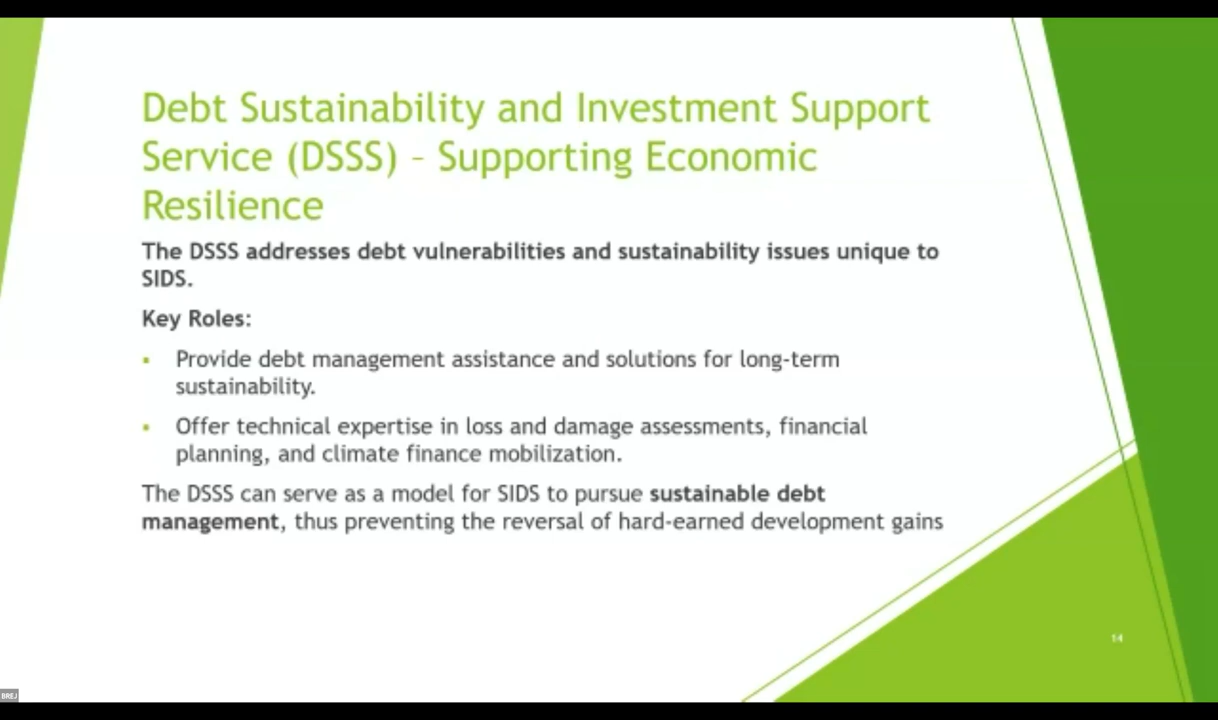 Debt Sustainability and Investment Support
Service (DSSS) – Supporting Economic
Resilience
The DSSS addresses debt vulnerabilities and sustainability issues unique to
SIDS.
Key Roles:
▪ Provide debt management assistance and solutions for long-term
sustainability.
▪ Offer technical expertise in loss and damage assessments, financial
planning, and climate finance mobilization.
The DSSS can serve as a model for SIDS to pursue sustainable debt
management, thus preventing the reversal of hard-earned development gains
14
BREJ